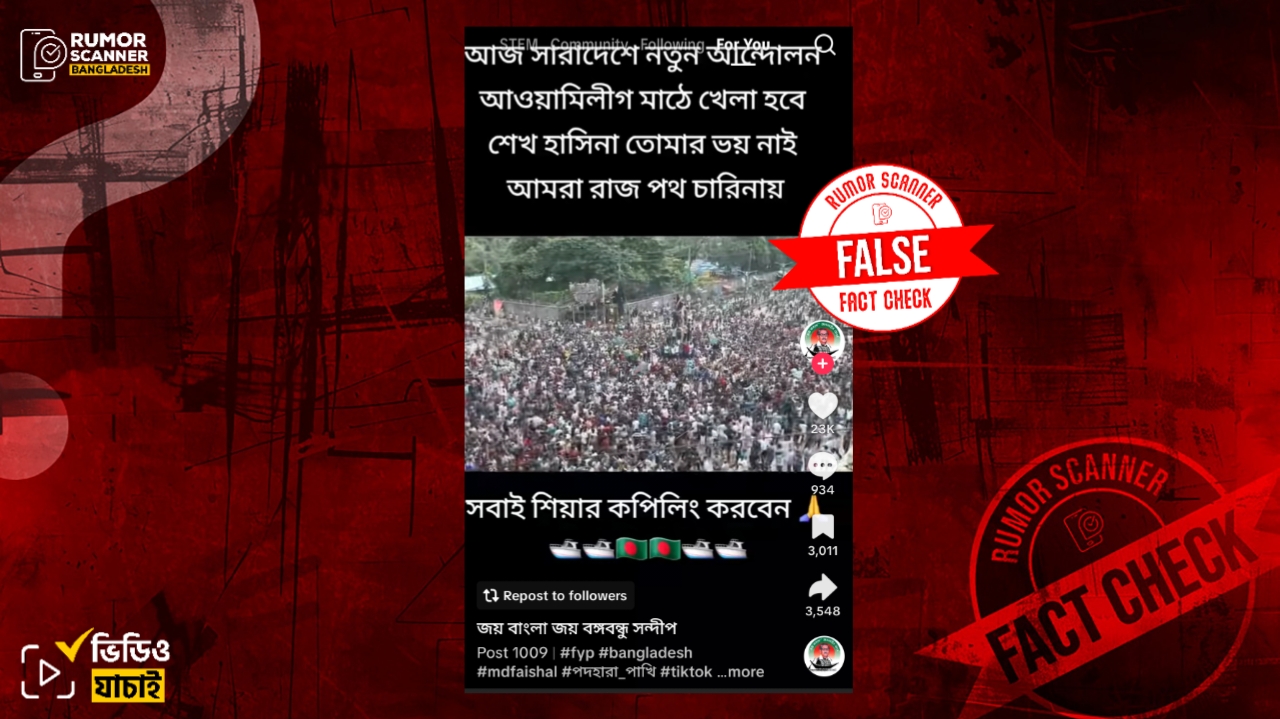 RUMOR
SCANNER
BANGLADESH
STEM Community Following For You
আজ সারাদেশে নতুন আন্দোলন
আওয়ামিলীগ মাঠে খেলা হবে
শেখ হাসিনা তোমার ভয় নাই
আমরা রাজ পথ চারিনায়
RUMOR SCANNER
FALSE
FACT CHECK
23K
934
সবাই শিয়ার কপিলিং করবেন 🙏
🛥️🛥️🇧🇩🇧🇩🛥️🛥️
3,011
Repost to followers
3,548
জয় বাংলা জয় বঙ্গবন্ধু সন্দীপ
Post 1009 | #fyp #bangladesh
#mdfaishal #পদহারা_পাখি #tiktok ...more
ভিডিও
যাচাই
RUMOR SCANNER
FACT CHECK